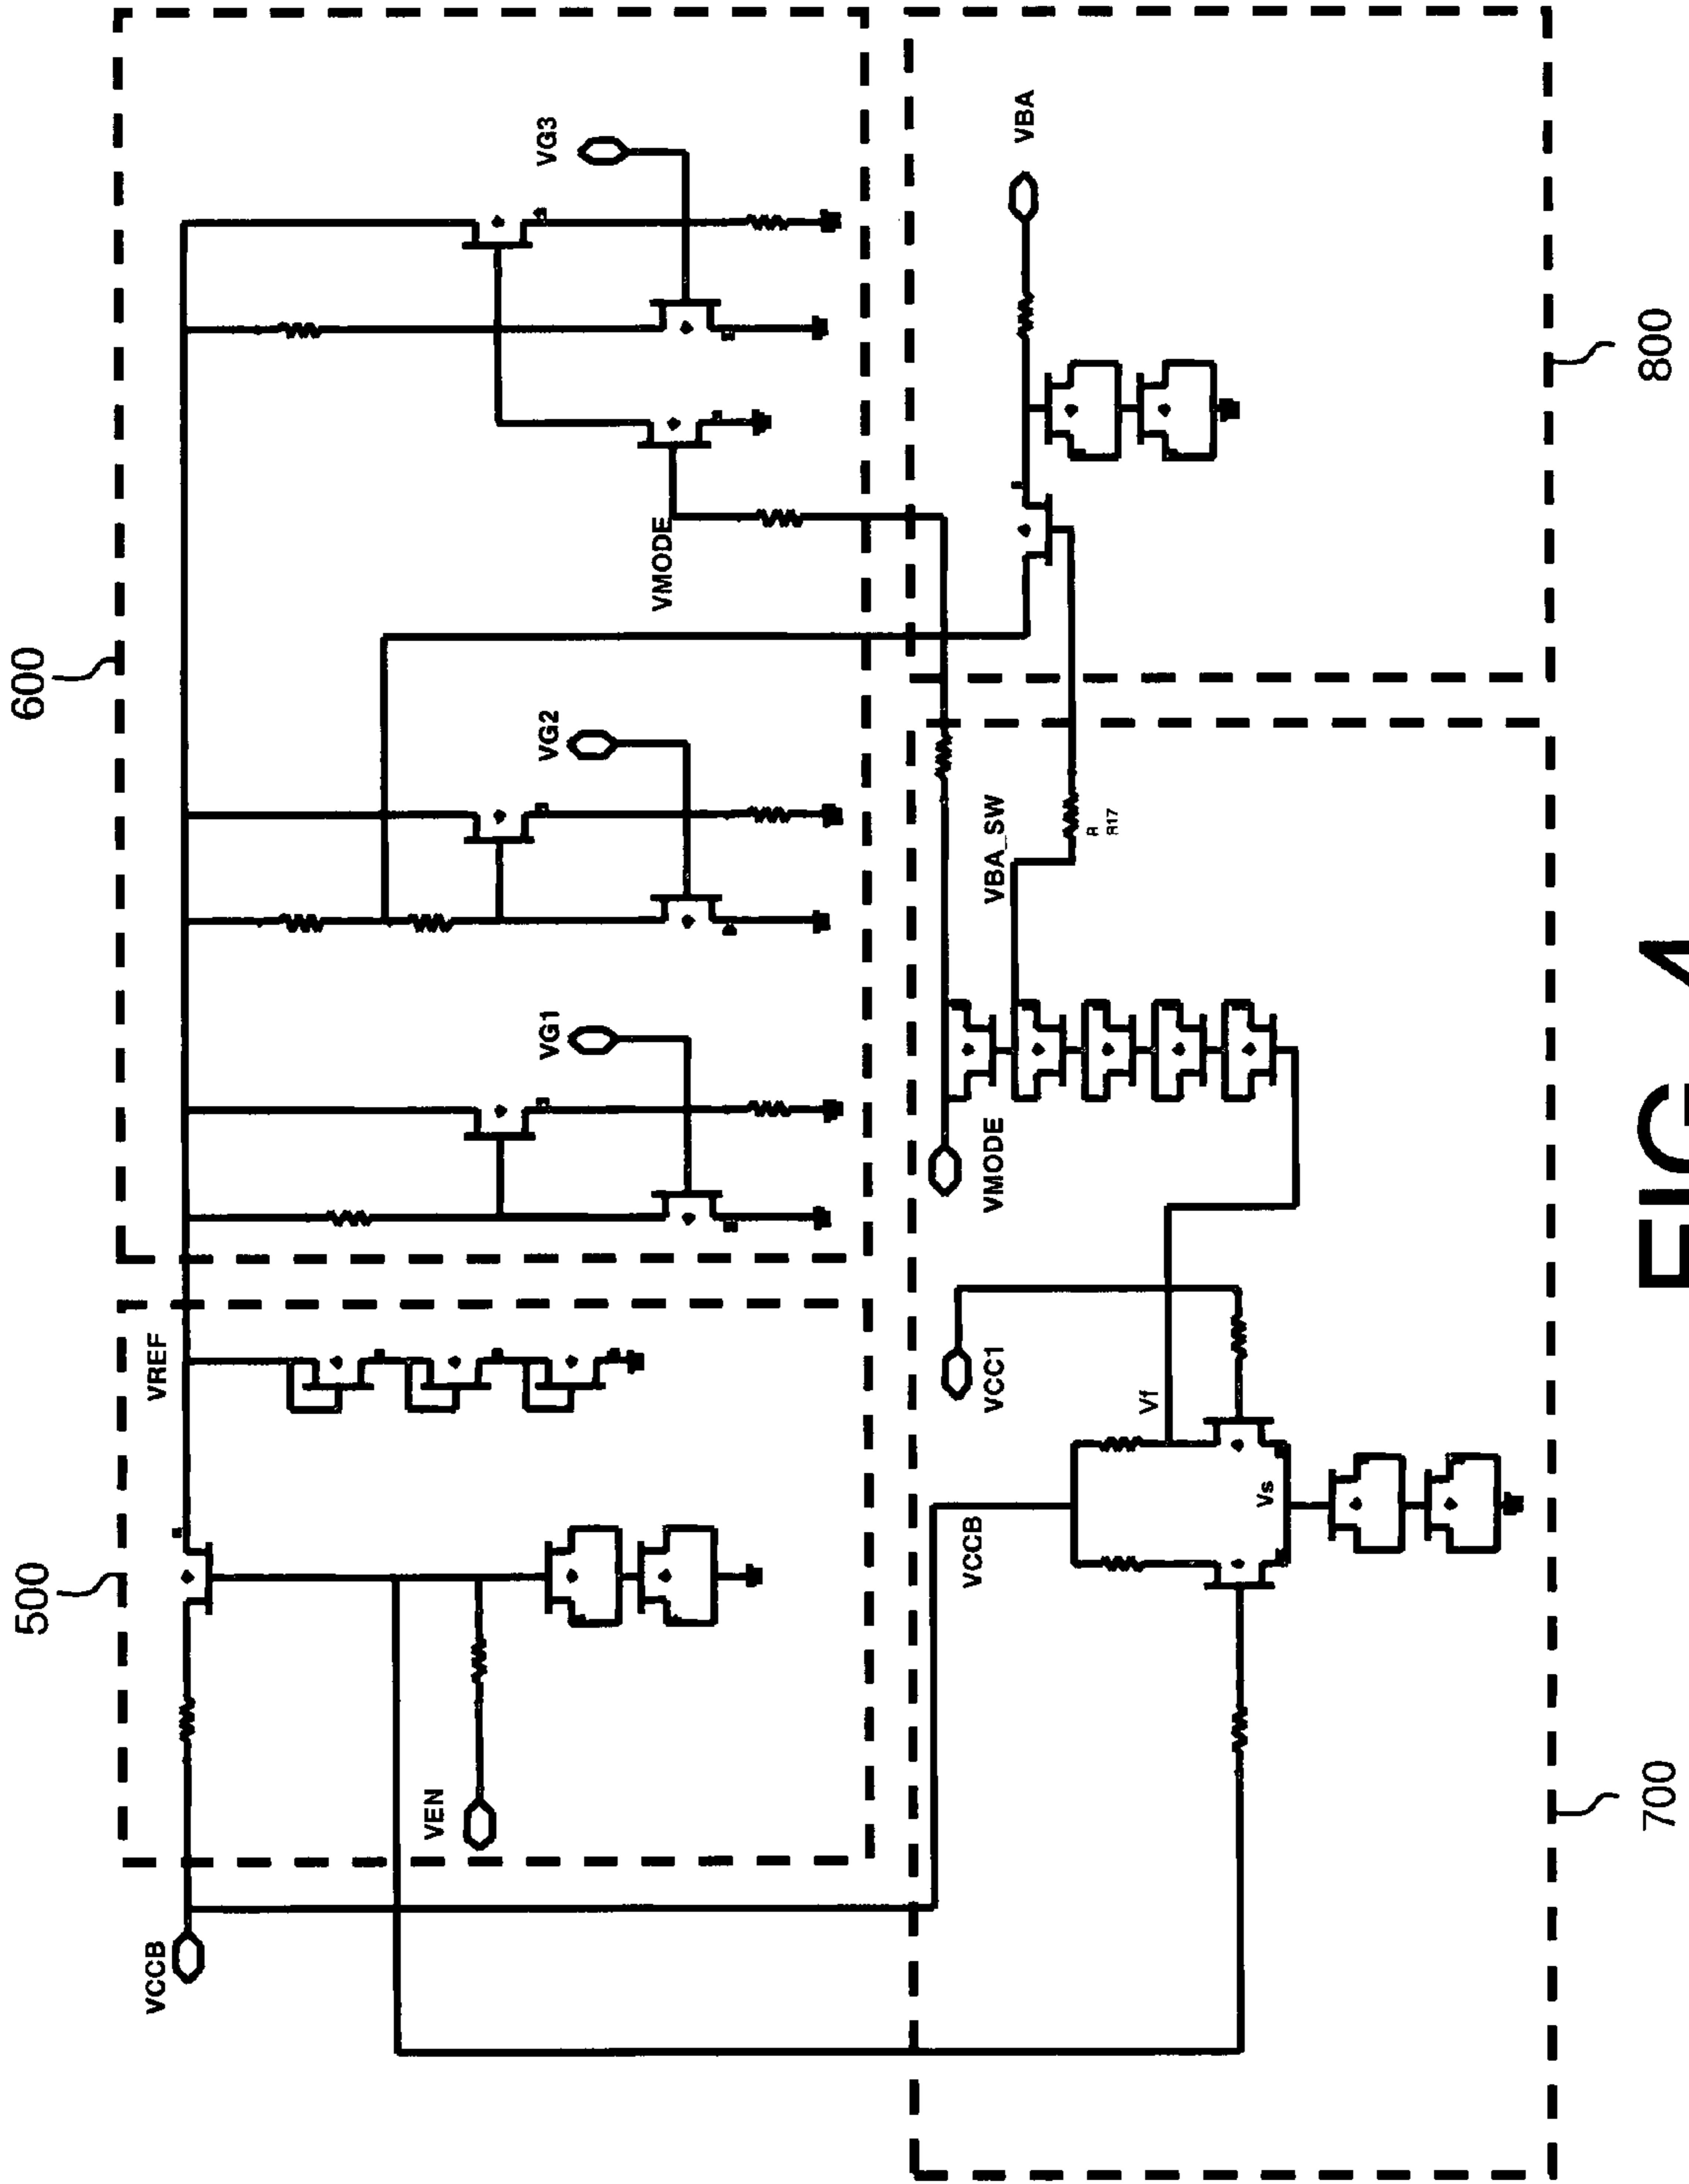 600
500
VCCB
VEN
VREF
VG1
VG2
VG3
VMODE
VCCB
Vf
Vs
VCC1
VMODE
VBA_SW
R
R17
VBA
700
800
FIG. 4